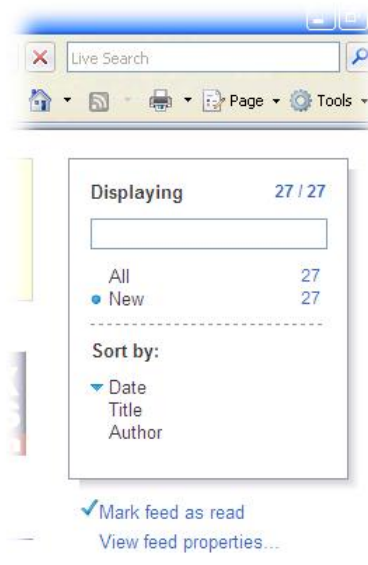 Live Search
Page Tools
Displaying 27 / 27
All 27
New 27
Sort by:
Date
Title
Author
Mark feed as read
View feed properties...